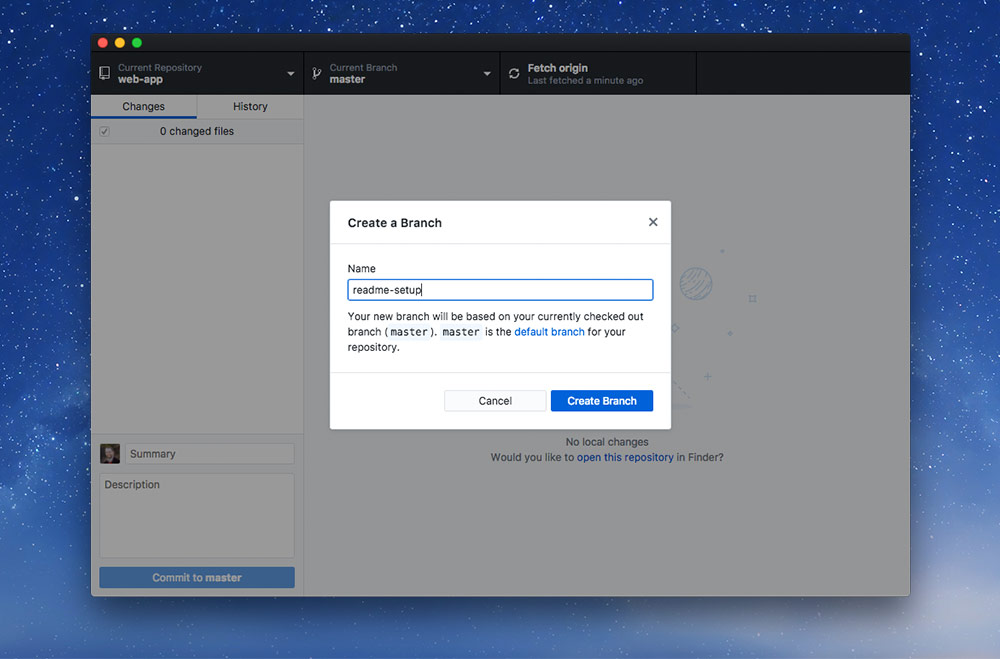 Current Repository
web-app
Current Branch
master
Fetch origin
Last fetched a minute ago
Changes
History
0 changed files
Create a Branch
Name
readme-setup
Your new branch will be based on your currently checked out
branch (master). master is the default branch for your
repository.
Cancel
Create Branch
No local changes
Would you like to open this repository in Finder?
Summary
Description
Commit to master